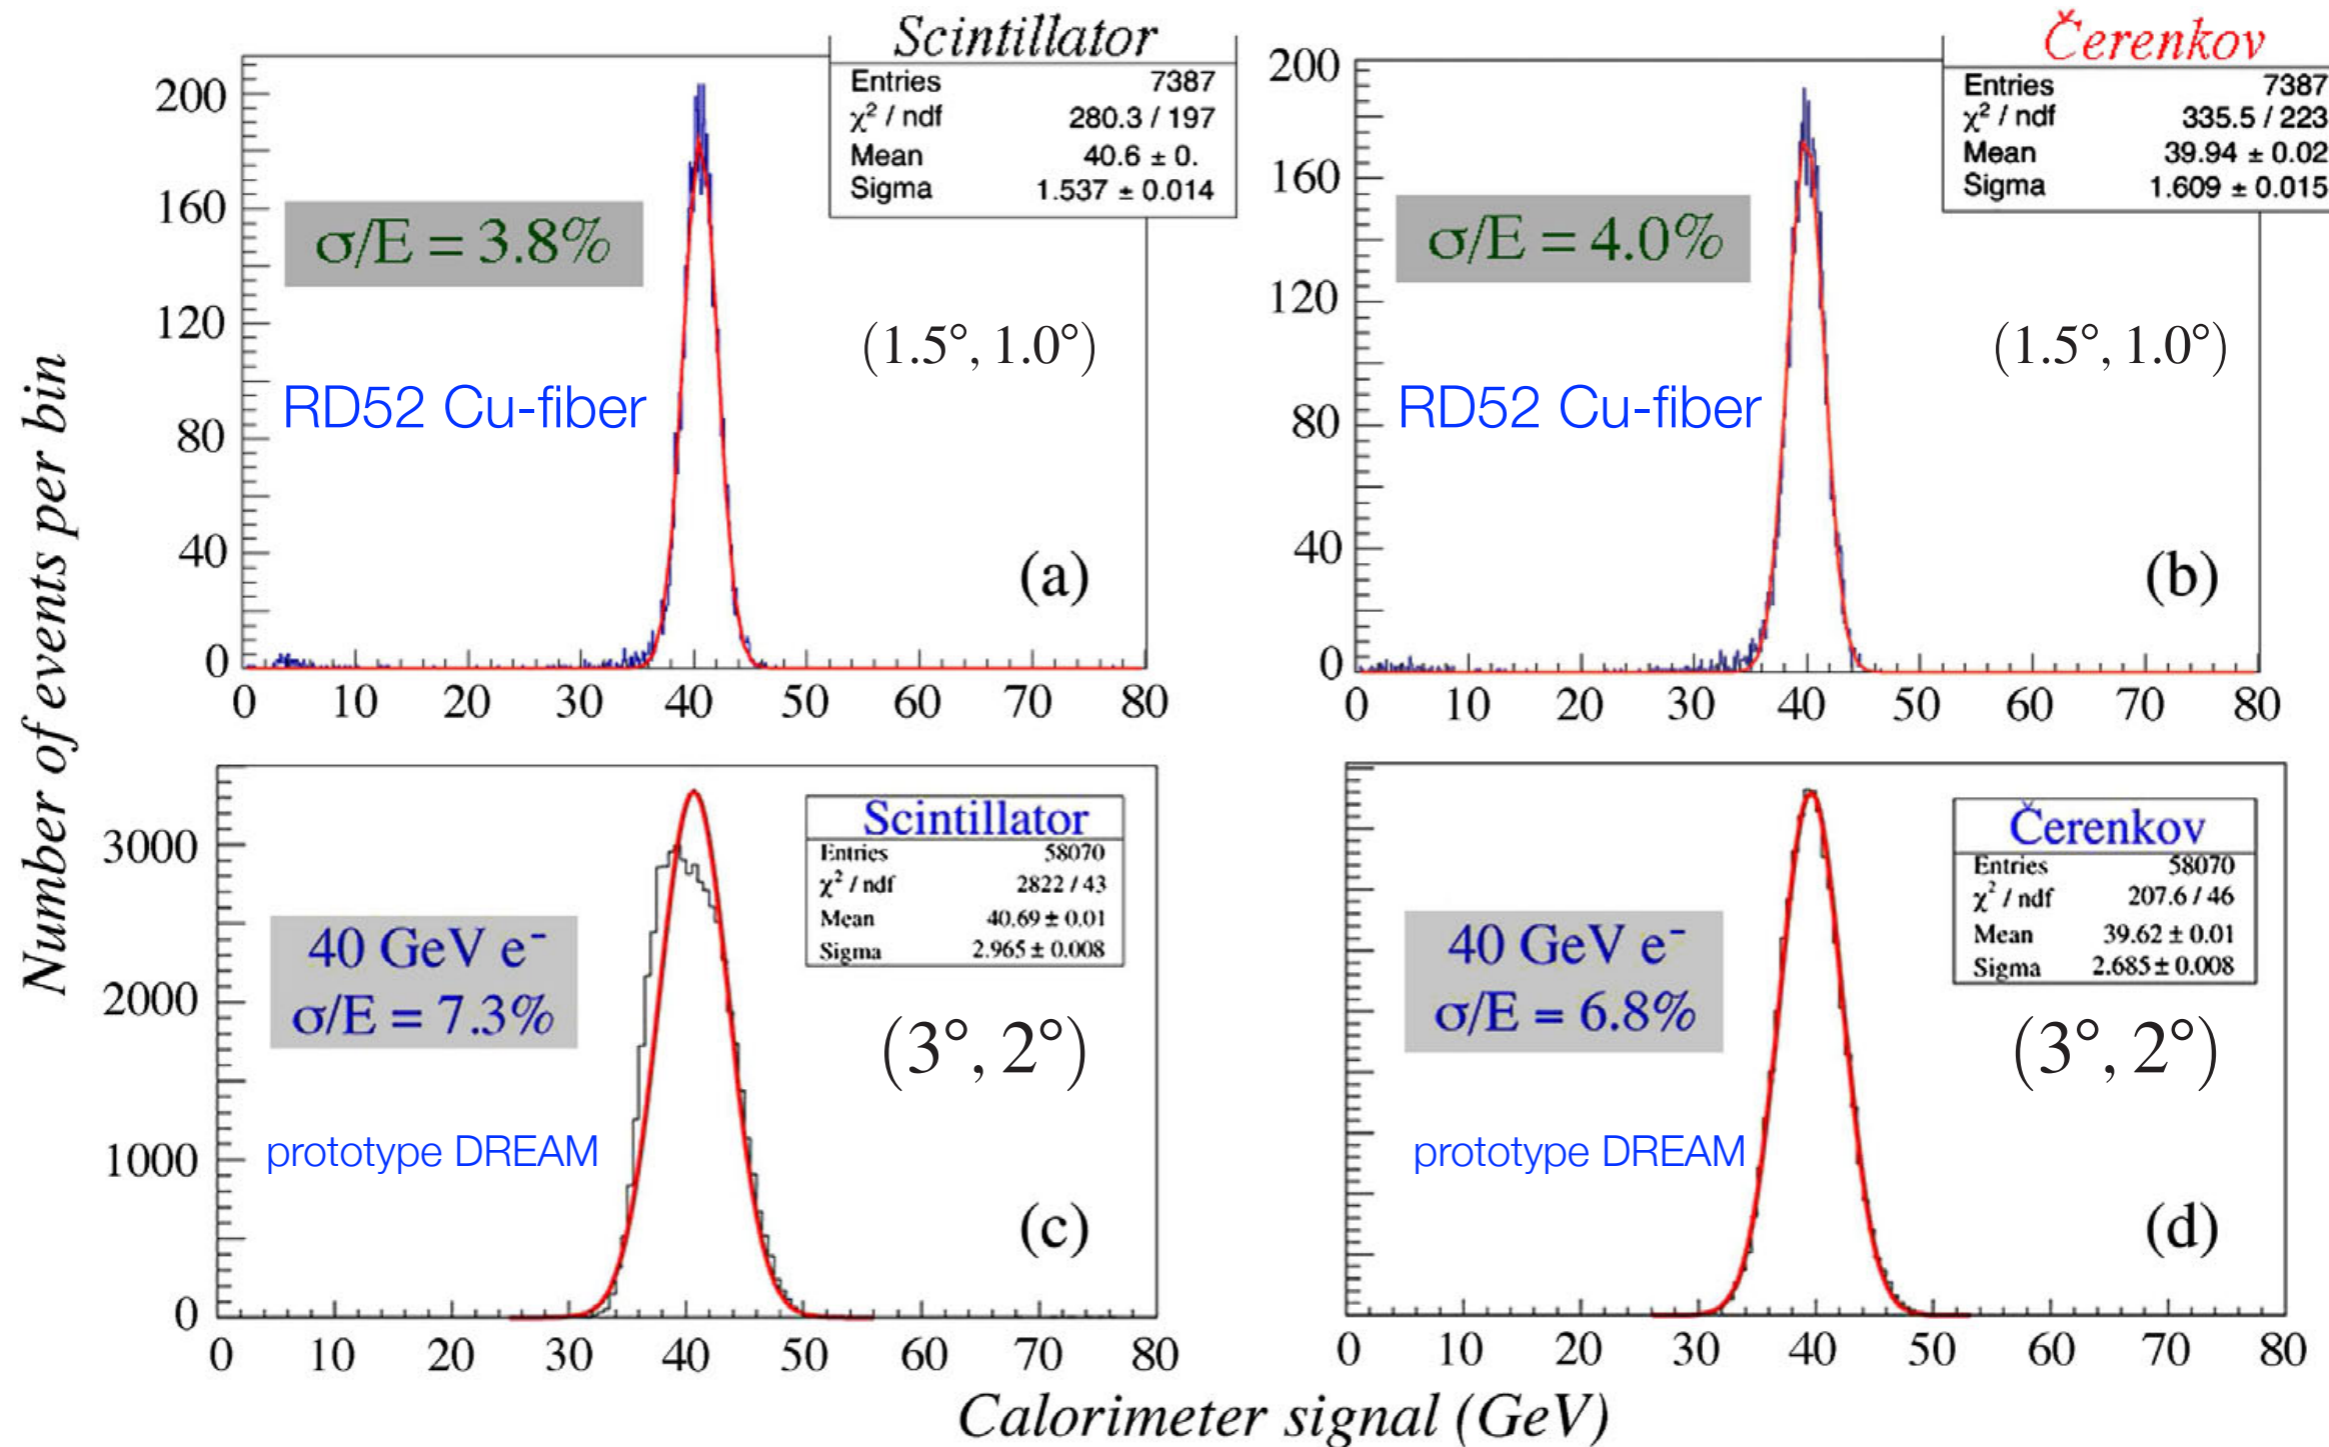 Number of events per bin
Scintillator
Entries 7387
χ² / ndf 280.3 / 197
Mean 40.6 ± 0.
Sigma 1.537 ± 0.014
200
160
120
80
40
0
σ/E = 3.8%
(1.5°, 1.0°)
RD52 Cu-fiber
(a)
0 10 20 30 40 50 60 70 80
Čerenkov
Entries 7387
χ² / ndf 335.5 / 223
Mean 39.94 ± 0.02
Sigma 1.609 ± 0.015
200
160
120
80
40
0
σ/E = 4.0%
(1.5°, 1.0°)
RD52 Cu-fiber
(b)
0 10 20 30 40 50 60 70 80
Scintillator
Entries 58070
χ² / ndf 2822 / 43
Mean 40.69 ± 0.01
Sigma 2.965 ± 0.008
3000
2000
1000
0
40 GeV e⁻
σ/E = 7.3%
(3°, 2°)
prototype DREAM
(c)
0 10 20 30 40 50 60 70 80
Čerenkov
Entries 58070
χ² / ndf 207.6 / 46
Mean 39.62 ± 0.01
Sigma 2.685 ± 0.008
40 GeV e⁻
σ/E = 6.8%
(3°, 2°)
prototype DREAM
(d)
0 10 20 30 40 50 60 70 80
Calorimeter signal (GeV)